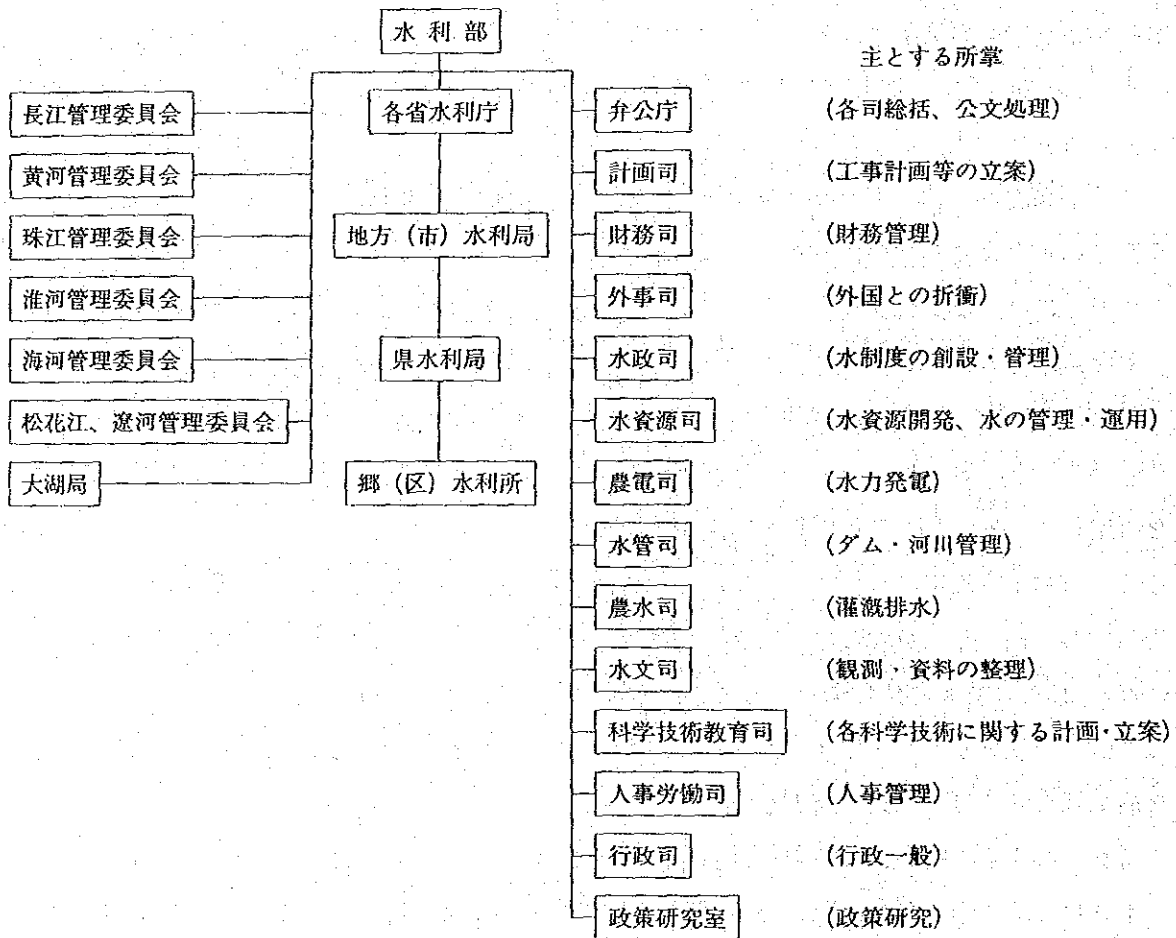 水利部
主とする所掌
長江管理委員会
黄河管理委員会
珠江管理委員会
淮河管理委員会
海河管理委員会
松花江、遼河管理委員会
大湖局
各省水利庁
地方（市）水利局
県水利局
郷（区）水利所
弁公庁 (各司総括、公文処理)
計画司 (工事計画等の立案)
財務司 (財務管理)
外事司 (外国との折衝)
水政司 (水制度の創設・管理)
水資源司 (水資源開発、水の管理・運用)
農電司 (水力発電)
水管司 (ダム・河川管理)
農水司 (灌漑排水)
水文司 (観測・資料の整理)
科学技術教育司 (各科学技術に関する計画・立案)
人事労働司 (人事管理)
行政司 (行政一般)
政策研究室 (政策研究)